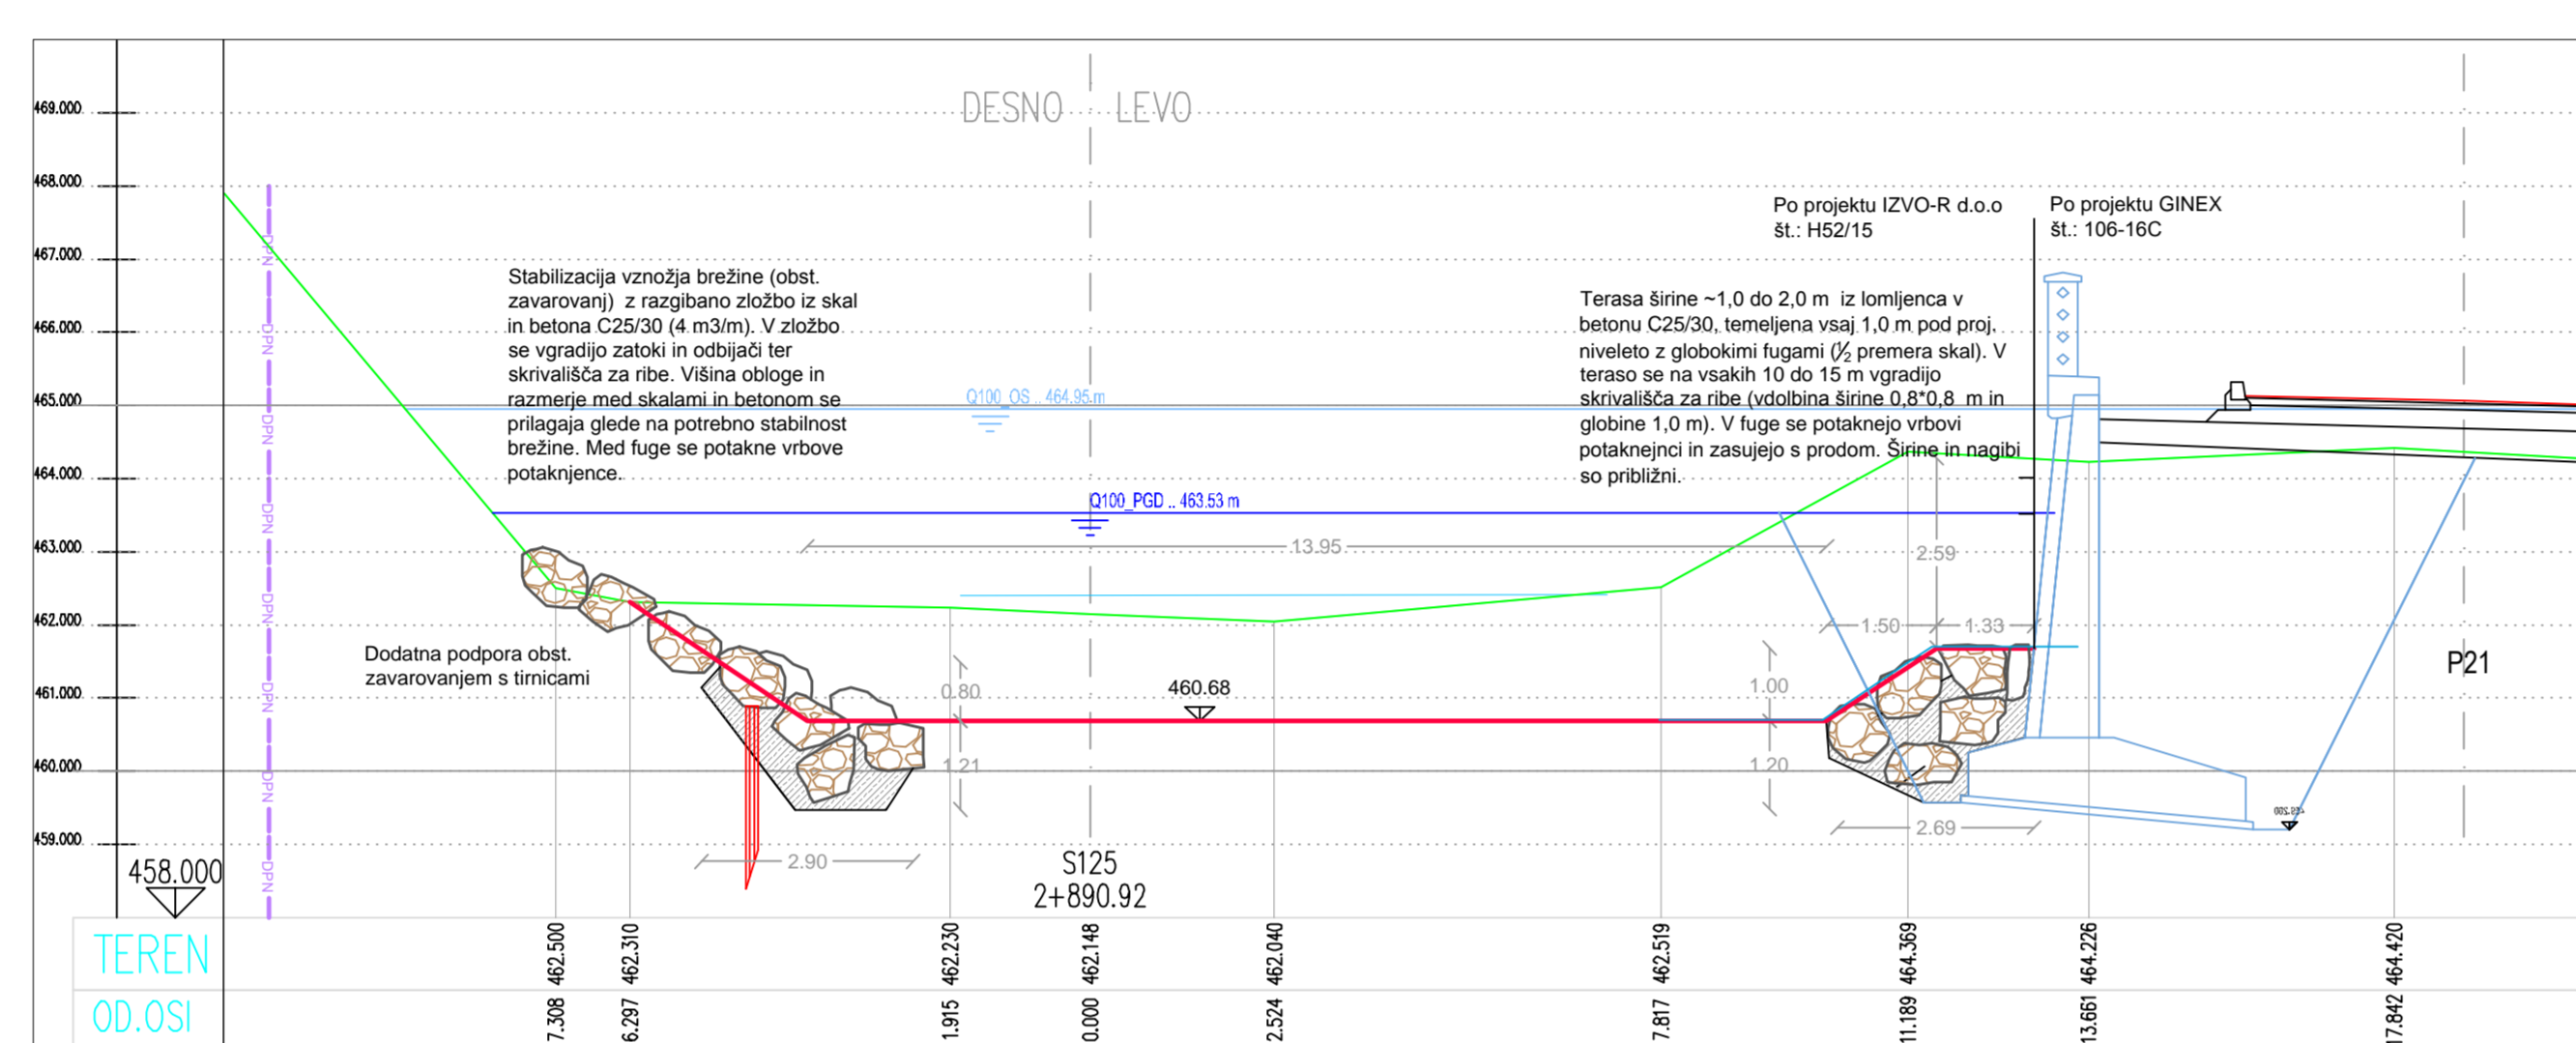 DESNO LEVO
469.000
468.000
467.000
466.000
465.000
464.000
463.000
462.000
461.000
460.000
459.000
458.000
DPN
DPN
DPN
DPN
DPN
DPN
DPN
DPN
Stabilizacija vznožja brežine (obst.
zavarovanj) z razgibano zložbo iz skal
in betona C25/30 (4 m3/m). V zložbo
se vgradijo zatoki in odbijači ter
skrivališča za ribe. Višina obloge in
razmerje med skalami in betonom se
prilagaja glede na potrebno stabilnost
brežine. Med fuge se potakne vrbove
potaknjence.
Dodatna podpora obst.
zavarovanjem s tirnicami
Q100_OS .. 464.95 m
Q100_PGD .. 463.53 m
13.95
Po projektu IZVO-R d.o.o
št.: H52/15
Po projektu GINEX
št.: 106-16C
Terasa širine ~1,0 do 2,0 m iz lomljenca v
betonu C25/30, temeljena vsaj 1,0 m pod proj.
niveleto z globokimi fugami (½ premera skal). V
teraso se na vsakih 10 do 15 m vgradijo
skrivališča za ribe (vdolbina širine 0,8*0,8 m in
globine 1,0 m). V fuge se potaknejo vrbovi
potaknejnci in zasujejo s prodom. Širine in nagibi
so približni.
2.59
1.50
1.33
0.80
1.21
460.68
1.00
1.20
2.69
2.90
P21
S125
2+890.92
TEREN
462.500
462.310
462.230
462.148
462.040
462.519
464.369
464.226
464.420
OD.OSI
7.308
6.297
1.915
0.000
2.524
7.817
11.189
13.661
17.842